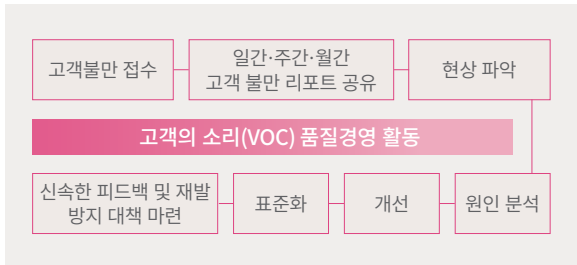 고객불만 접수
일간·주간·월간
고객 불만 리포트 공유
현상 파악
고객의 소리(VOC) 품질경영 활동
신속한 피드백 및 재발
방지 대책 마련
표준화
개선
원인 분석